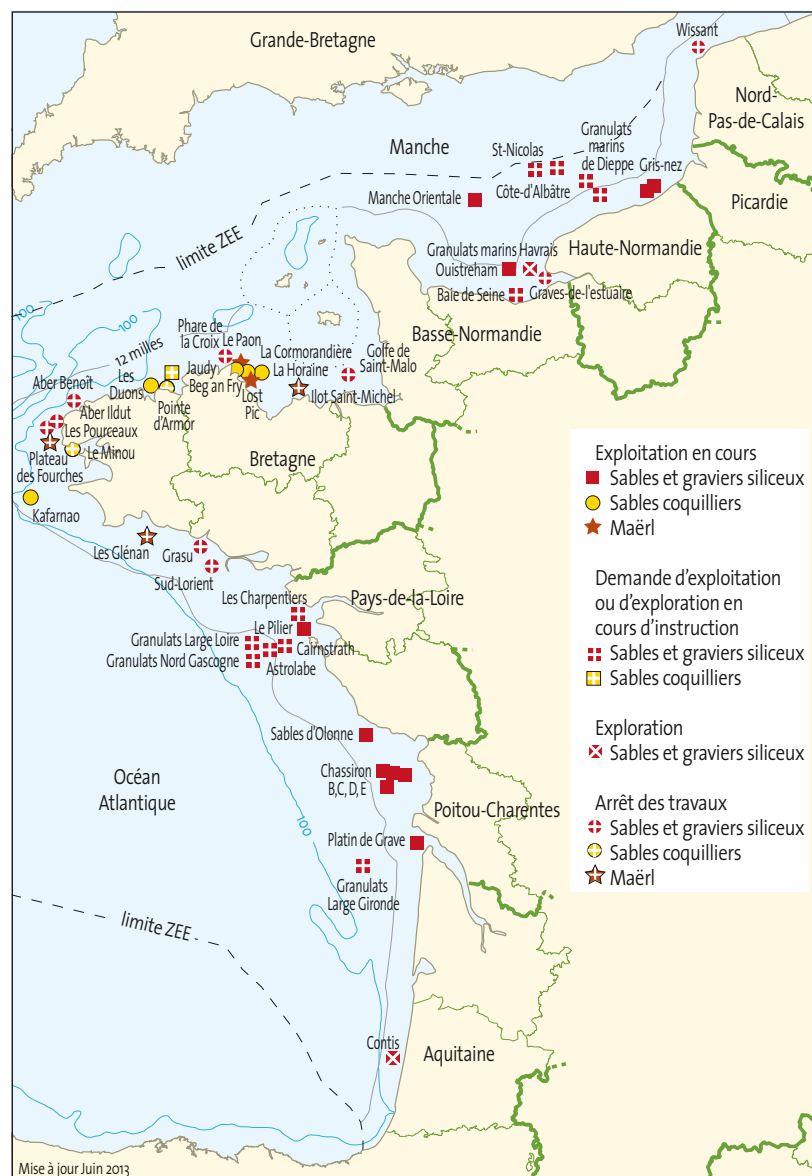 Wissant
Grande-Bretagne
Nord-
Pas-de-Calais
Manche
St-Nicolas
Granulats
marins
de Dieppe
Gris-nez
Côte-d'Albâtre
Manche Orientale
Picardie
limite ZEE
Granulats marins Havrais
Ouistreham
Haute-Normandie
Baie de Seine
Graves-de-l'estuaire
Basse-Normandie
100
100
12 milles
Phare de
la Croix
Le Paon
La Cormorandière
La Horaine
Golfe de
Saint-Malo
Jaudy
Beg an Fry
Lost
Pic
Ilot Saint-Michel
Les
Duons
Pointe
d'Armor
Aber Benoit
Aber Ildut
Les Pourceaux
Le Minou
Plateau
des Fourches
Kafarnao
Bretagne
Les Glénan
Grasu
Sud-Lorient
Les Charpentiers
Pays-de-la-Loire
Le Pilier
Granulats Large Loire
Cairnstrath
Granulats Nord Gascogne
Astrolabe
Sables d'Olonne
Océan
Atlantique
Chassiron
B,C, D, E
100
Poitou-Charentes
Platin de Grave
Granulats
Large Gironde
limite ZEE
Contis
Aquitaine
Exploitation en cours
Sables et graviers siliceux
Sables coquilliers
Maërl
Demande d'exploitation
ou d'exploration en
cours d'instruction
Sables et graviers siliceux
Sables coquilliers
Exploration
Sables et graviers siliceux
Arrêt des travaux
Sables et graviers siliceux
Sables coquilliers
Maërl
Mise à jour Juin 2013